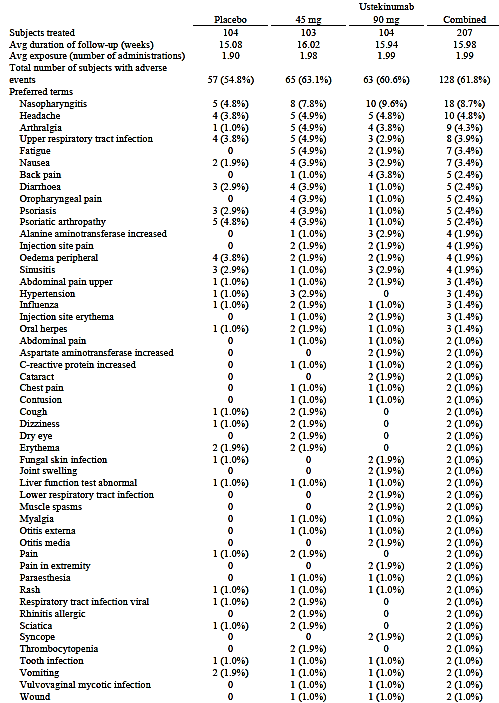 Ustekinumab
Placebo 45 mg 90 mg Combined
Subjects treated 104 103 104 207
Avg duration of follow-up (weeks) 15.08 16.02 15.94 15.98
Avg exposure (number of administrations) 1.90 1.98 1.99 1.99
Total number of subjects with adverse
events 57 (54.8%) 65 (63.1%) 63 (60.6%) 128 (61.8%)
Preferred terms
Nasopharyngitis 5 (4.8%) 8 (7.8%) 10 (9.6%) 18 (8.7%)
Headache 4 (3.8%) 5 (4.9%) 5 (4.8%) 10 (4.8%)
Arthralgia 1 (1.0%) 5 (4.9%) 4 (3.8%) 9 (4.3%)
Upper respiratory tract infection 4 (3.8%) 5 (4.9%) 3 (2.9%) 8 (3.9%)
Fatigue 0 5 (4.9%) 2 (1.9%) 7 (3.4%)
Nausea 2 (1.9%) 4 (3.9%) 3 (2.9%) 7 (3.4%)
Back pain 0 1 (1.0%) 4 (3.8%) 5 (2.4%)
Diarrhoea 3 (2.9%) 4 (3.9%) 1 (1.0%) 5 (2.4%)
Oropharyngeal pain 0 4 (3.9%) 1 (1.0%) 5 (2.4%)
Psoriasis 3 (2.9%) 4 (3.9%) 1 (1.0%) 5 (2.4%)
Psoriatic arthropathy 5 (4.8%) 4 (3.9%) 1 (1.0%) 5 (2.4%)
Alanine aminotransferase increased 0 1 (1.0%) 3 (2.9%) 4 (1.9%)
Injection site pain 0 2 (1.9%) 2 (1.9%) 4 (1.9%)
Oedema peripheral 4 (3.8%) 2 (1.9%) 2 (1.9%) 4 (1.9%)
Sinusitis 3 (2.9%) 1 (1.0%) 3 (2.9%) 4 (1.9%)
Abdominal pain upper 1 (1.0%) 1 (1.0%) 2 (1.9%) 3 (1.4%)
Hypertension 1 (1.0%) 3 (2.9%) 0 3 (1.4%)
Influenza 1 (1.0%) 2 (1.9%) 1 (1.0%) 3 (1.4%)
Injection site erythema 0 1 (1.0%) 2 (1.9%) 3 (1.4%)
Oral herpes 1 (1.0%) 2 (1.9%) 1 (1.0%) 3 (1.4%)
Abdominal pain 0 1 (1.0%) 1 (1.0%) 2 (1.0%)
Aspartate aminotransferase increased 0 0 2 (1.9%) 2 (1.0%)
C-reactive protein increased 0 1 (1.0%) 1 (1.0%) 2 (1.0%)
Cataract 0 0 2 (1.9%) 2 (1.0%)
Chest pain 0 1 (1.0%) 1 (1.0%) 2 (1.0%)
Contusion 0 1 (1.0%) 1 (1.0%) 2 (1.0%)
Cough 1 (1.0%) 2 (1.9%) 0 2 (1.0%)
Dizziness 1 (1.0%) 2 (1.9%) 0 2 (1.0%)
Dry eye 0 2 (1.9%) 0 2 (1.0%)
Erythema 2 (1.9%) 2 (1.9%) 0 2 (1.0%)
Fungal skin infection 1 (1.0%) 0 2 (1.9%) 2 (1.0%)
Joint swelling 0 0 2 (1.9%) 2 (1.0%)
Liver function test abnormal 1 (1.0%) 1 (1.0%) 1 (1.0%) 2 (1.0%)
Lower respiratory tract infection 0 0 2 (1.9%) 2 (1.0%)
Muscle spasms 0 0 2 (1.9%) 2 (1.0%)
Myalgia 0 1 (1.0%) 1 (1.0%) 2 (1.0%)
Otitis externa 0 1 (1.0%) 1 (1.0%) 2 (1.0%)
Otitis media 0 0 2 (1.9%) 2 (1.0%)
Pain 1 (1.0%) 2 (1.9%) 0 2 (1.0%)
Pain in extremity 0 0 2 (1.9%) 2 (1.0%)
Paraesthesia 0 1 (1.0%) 1 (1.0%) 2 (1.0%)
Rash 1 (1.0%) 1 (1.0%) 1 (1.0%) 2 (1.0%)
Respiratory tract infection viral 1 (1.0%) 2 (1.9%) 0 2 (1.0%)
Rhinitis allergic 0 2 (1.9%) 0 2 (1.0%)
Sciatica 1 (1.0%) 2 (1.9%) 0 2 (1.0%)
Syncope 0 0 2 (1.9%) 2 (1.0%)
Thrombocytopenia 0 2 (1.9%) 0 2 (1.0%)
Tooth infection 1 (1.0%) 1 (1.0%) 1 (1.0%) 2 (1.0%)
Vomiting 2 (1.9%) 1 (1.0%) 1 (1.0%) 2 (1.0%)
Vulvovaginal mycotic infection 0 1 (1.0%) 1 (1.0%) 2 (1.0%)
Wound 0 1 (1.0%) 1 (1.0%) 2 (1.0%)